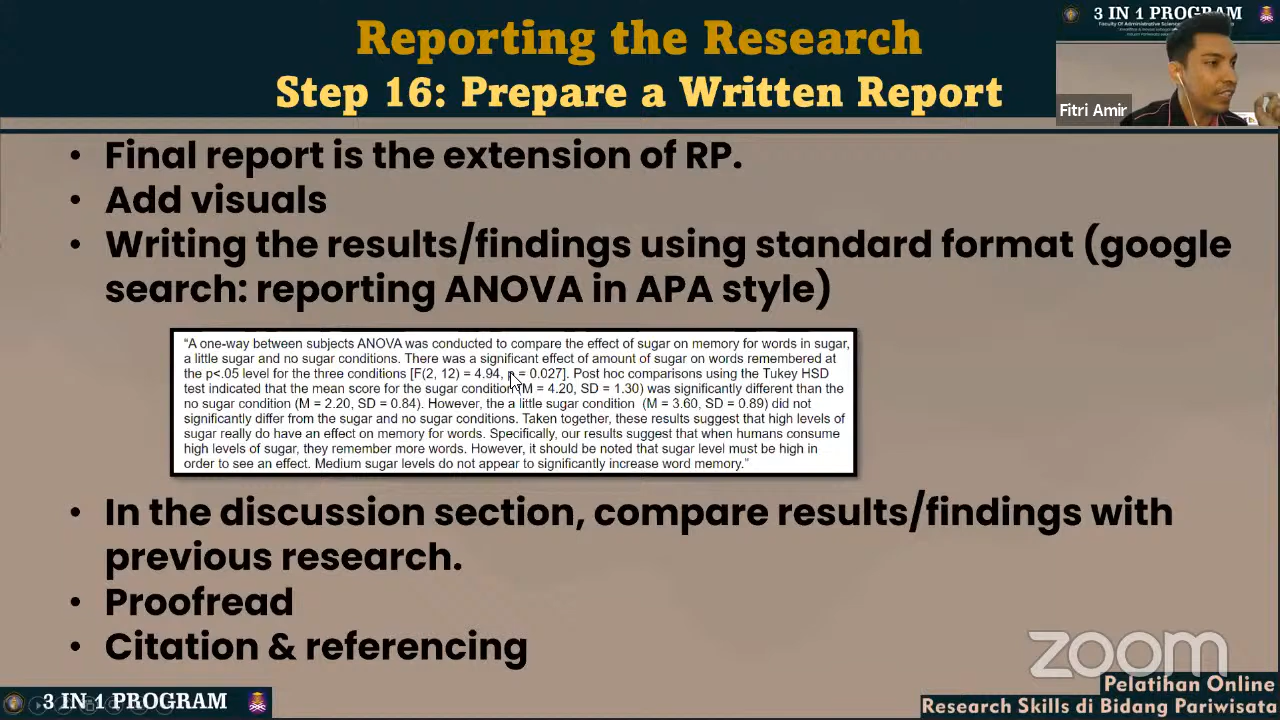 Reporting the Research
Step 16: Prepare a Written Report
3 IN 1 PROGRAM
Fitri Amir
• Final report is the extension of RP.
• Add visuals
• Writing the results/findings using standard format (google
search: reporting ANOVA in APA style)
“A one-way between subjects ANOVA was conducted to compare the effect of sugar on memory for words in sugar,
a little sugar and no sugar conditions. There was a significant effect of amount of sugar on words remembered at
the p<.05 level for the three conditions [F(2, 12) = 4.94, = 0.027]. Post hoc comparisons using the Tukey HSD
test indicated that the mean score for the sugar condition (M = 4.20, SD = 1.30) was significantly different than the
no sugar condition (M = 2.20, SD = 0.84). However, the a little sugar condition (M = 3.60, SD = 0.89) did not
significantly differ from the sugar and no sugar conditions. Taken together, these results suggest that high levels of
sugar really do have an effect on memory for words. Specifically, our results suggest that when humans consume
high levels of sugar, they remember more words. However, it should be noted that sugar level must be high in
order to see an effect. Medium sugar levels do not appear to significantly increase word memory.”
• In the discussion section, compare results/findings with
previous research.
• Proofread
• Citation & referencing
zoom
3 IN 1 PROGRAM
Pelatihan Online
Research Skills di Bidang Pariwisata